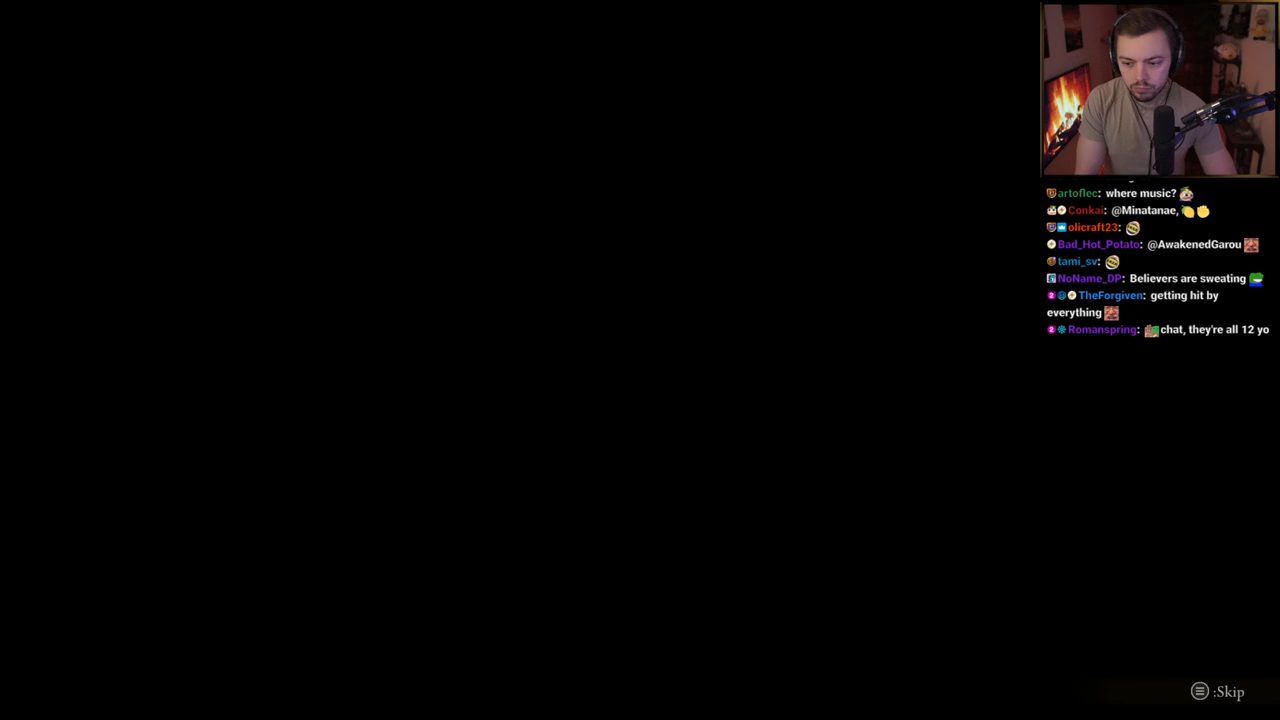 artoflec: where music?
Conkai: @Minatanae,
olicraft23:
Bad_Hot_Potato: @AwakenedGarou
tami_sv:
NoName_DP: Believers are sweating
TheForgiven: getting hit by
everything
Romanspring: chat, they're all 12 yo
:Skip